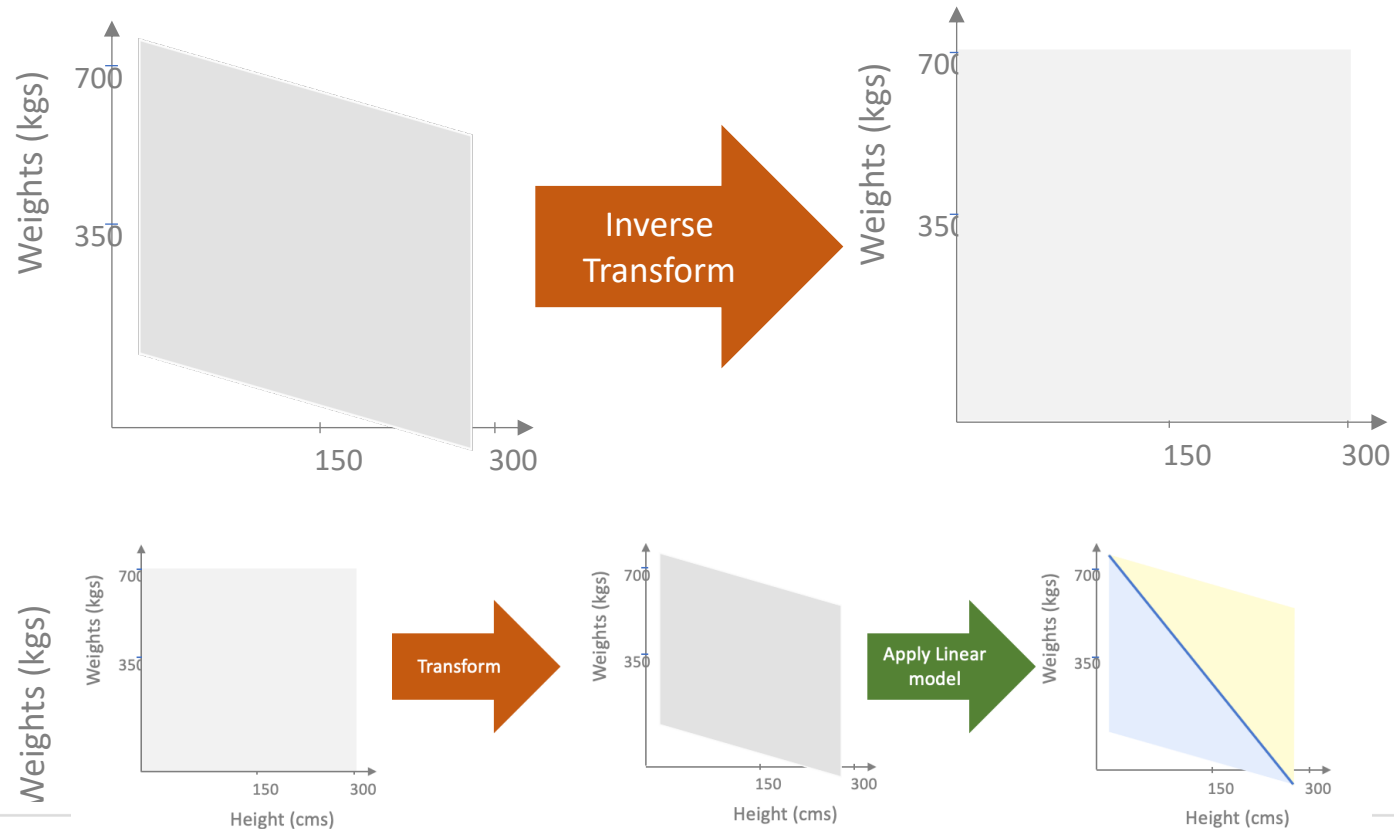 Weights (kgs)
700
350
150
300
Inverse
Transform
Weights (kgs)
700
350
150
300
Weights (kgs)
Weights (kgs)
700
350
150
300
Height (cms)
Transform
Weights (kgs)
700
350
150
300
Height (cms)
Apply Linear
model
Weights (kgs)
700
350
150
300
Height (cms)